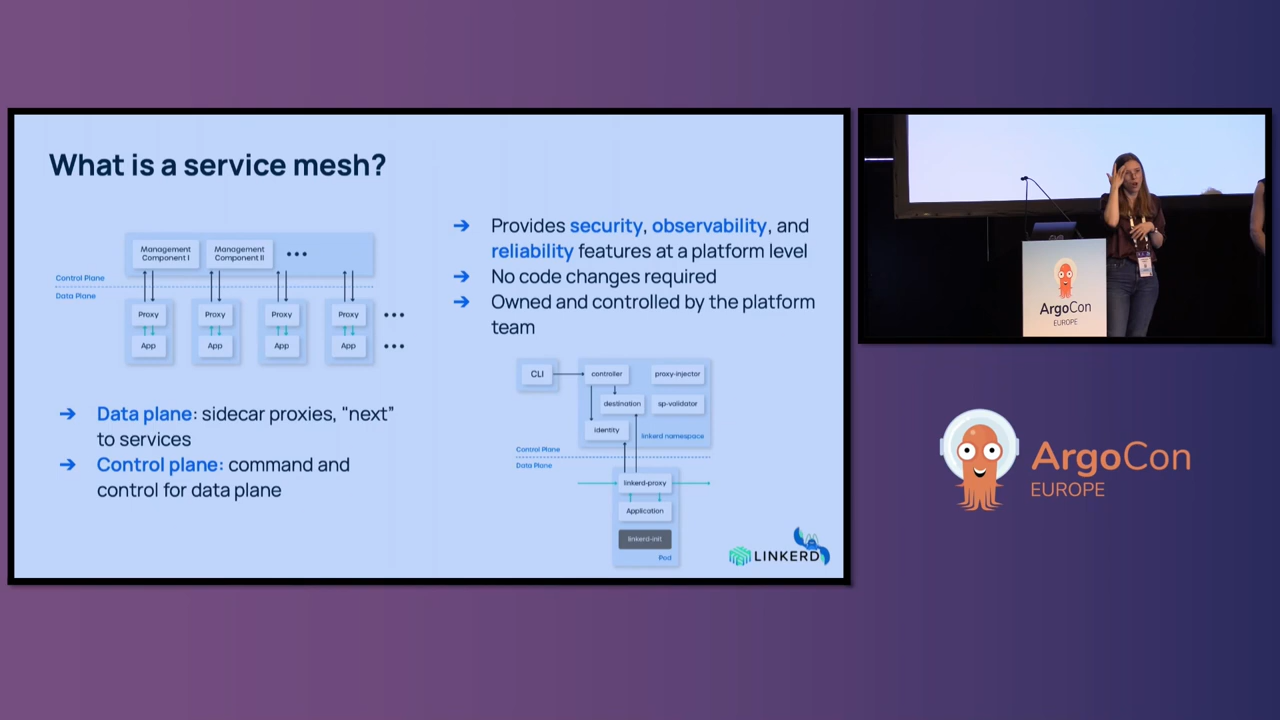 What is a service mesh?
Management
Component I
Management
Component II
•••
Control Plane
Data Plane
Proxy
Proxy
Proxy
Proxy
•••
App
App
App
App
•••
➔ Data plane: sidecar proxies, "next"
to services
➔ Control plane: command and
control for data plane
➔ Provides security, observability, and
reliability features at a platform level
➔ No code changes required
➔ Owned and controlled by the platform
team
CLI
controller
proxy-injector
destination
sp-validator
identity
linkerd namespace
Control Plane
Data Plane
linkerd-proxy
Application
linkerd-init
Pod
LINKERD
ArgoCon
EUROPE
ArgoCon
EUROPE